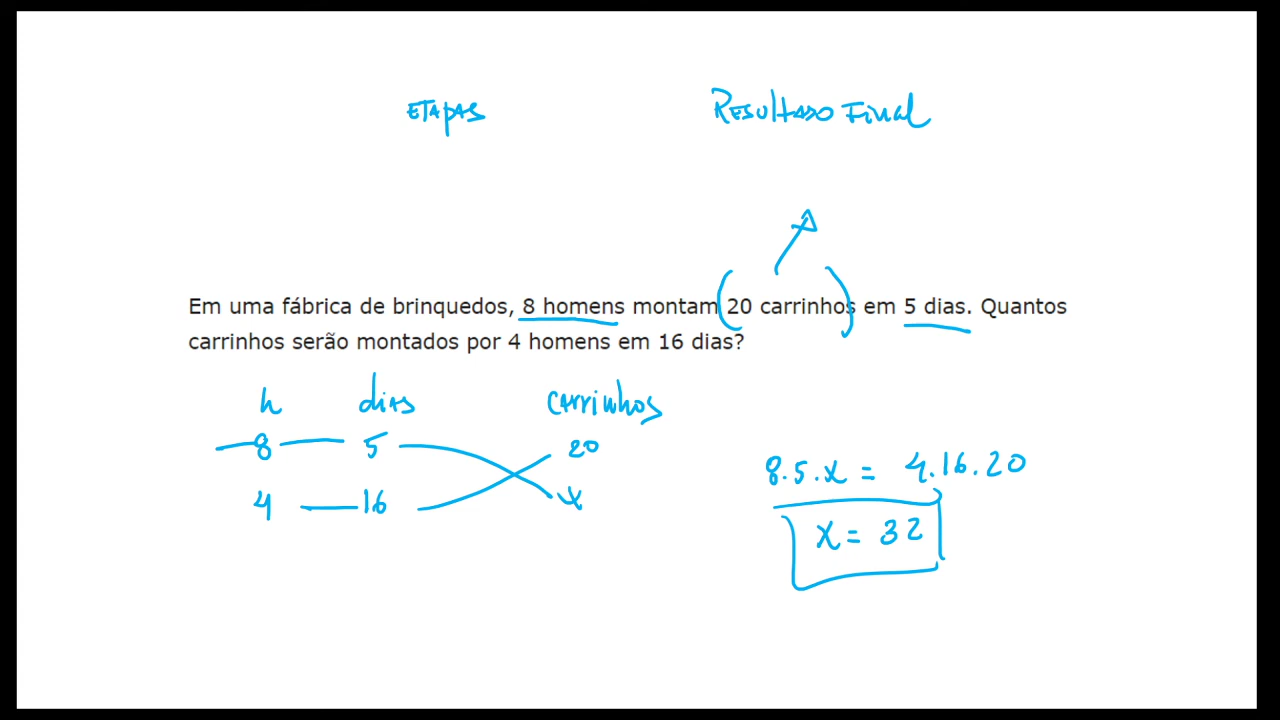 ETAPAS RESULTADO FINAL
Em uma fábrica de brinquedos, 8 homens montam 20 carrinhos em 5 dias. Quantos
carrinhos serão montados por 4 homens em 16 dias?
h dias carrinhos
8 5 20
4 16 x
8.5.x = 4.16.20
x = 32